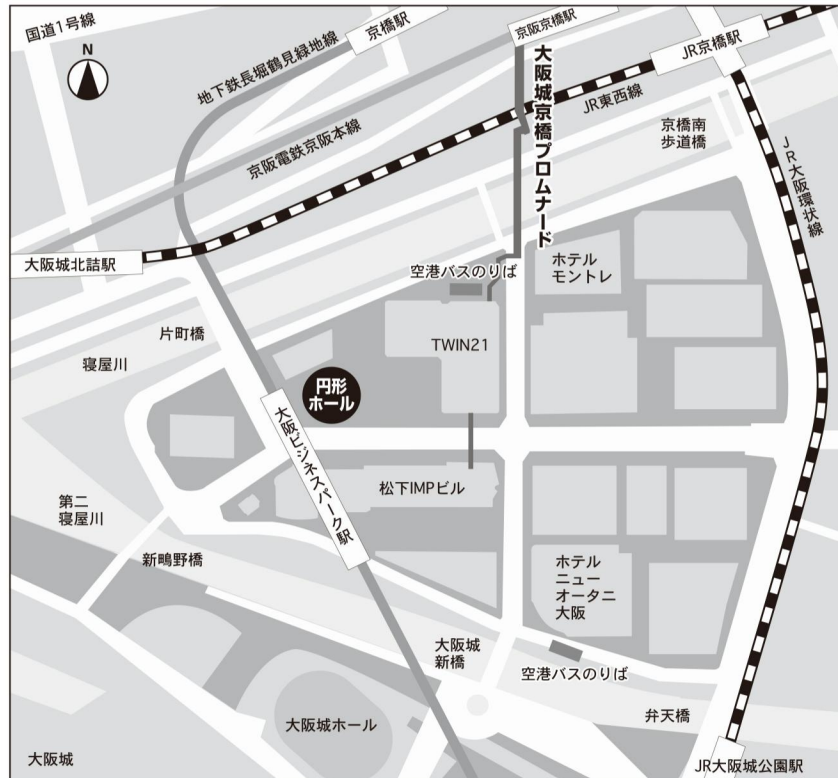 国道1号線
N
京橋駅
京阪京橋駅
JR京橋駅
地下鉄長堀鶴見緑地線
大阪城京橋プロムナード
JR東西線
京橋南
歩道橋
京阪電鉄京阪本線
JR大阪環状線
大阪城北詰駅
空港バスのりば
ホテル
モントレ
片町橋
TWIN21
寝屋川
円形
ホール
大阪ビジネスパーク駅
松下IMPビル
第二
寝屋川
新鴫野橋
ホテル
ニュー
オータニ
大阪
大阪城
新橋
空港バスのりば
弁天橋
大阪城ホール
大阪城
JR大阪城公園駅